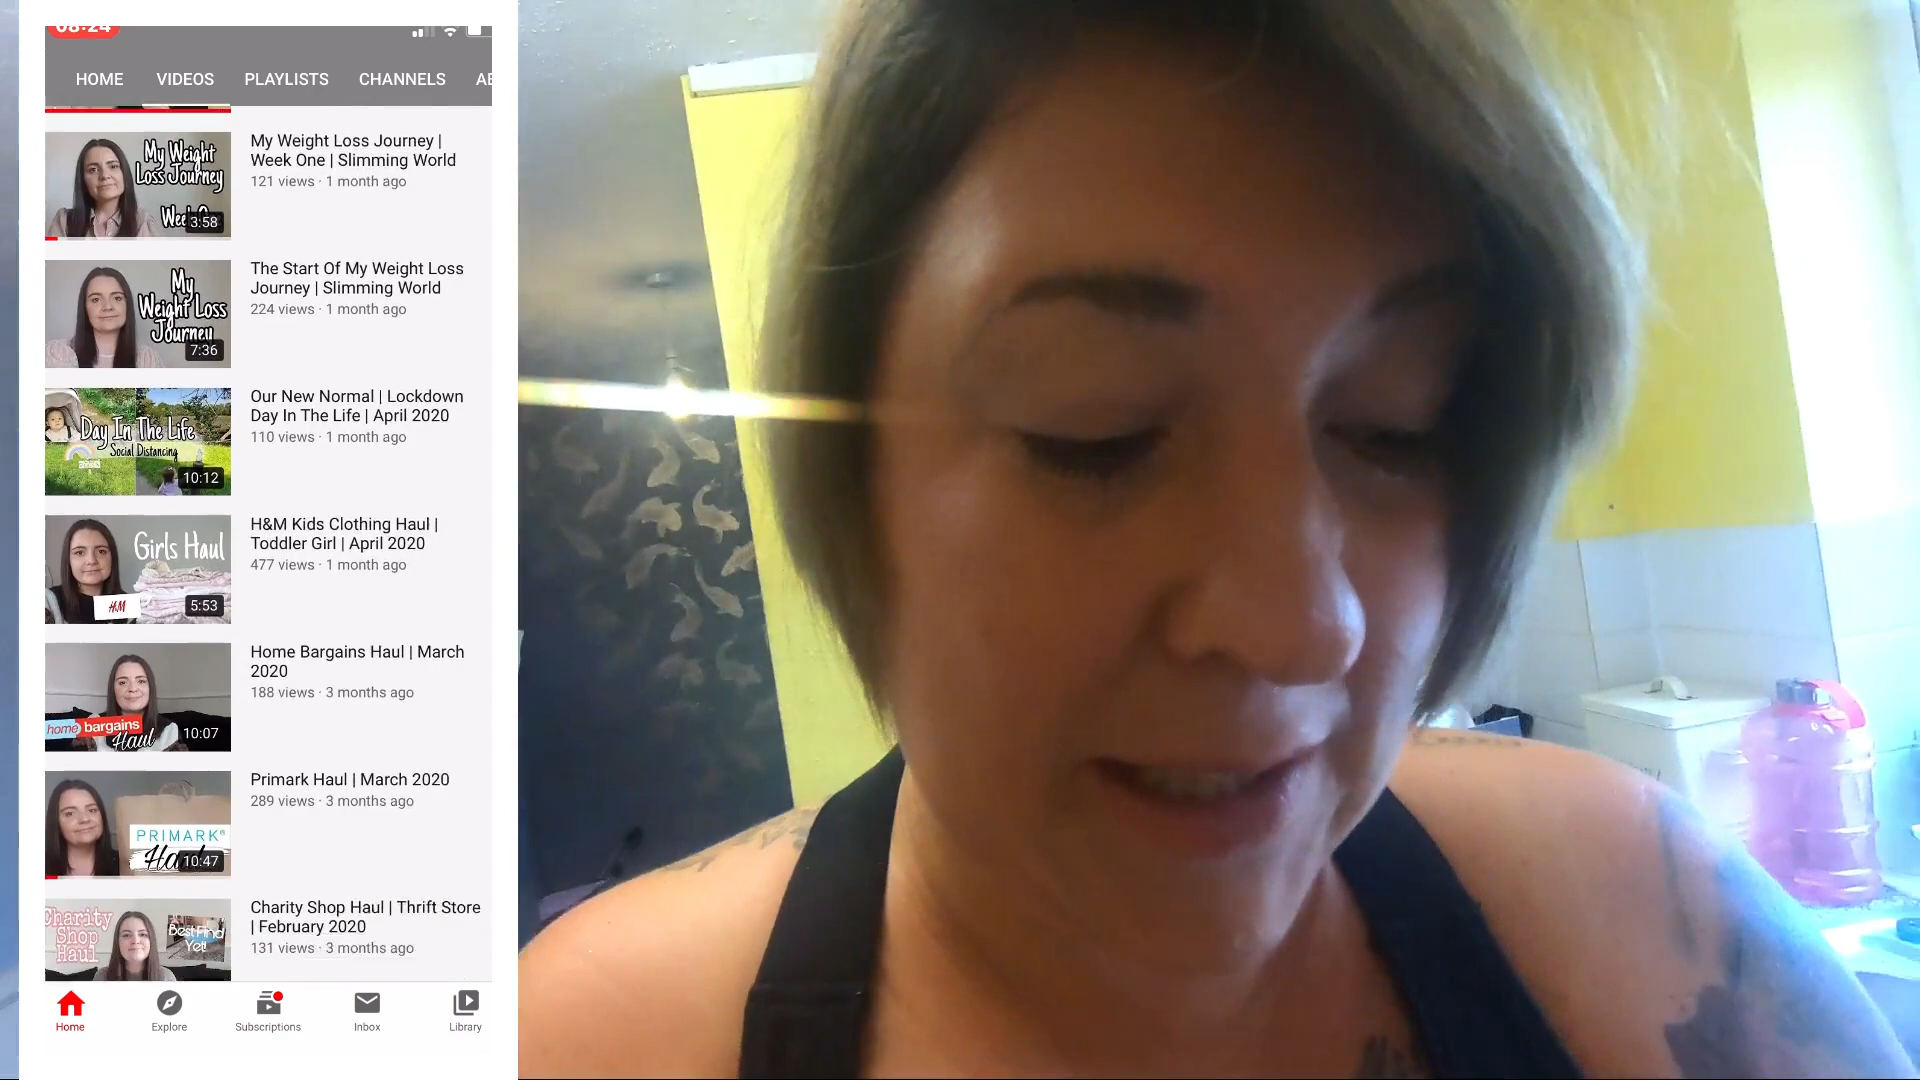 08:24
HOME VIDEOS PLAYLISTS CHANNELS
My Weight
Loss Journey
3:58
My Weight Loss Journey |
Week One | Slimming World
121 views · 1 month ago
My
Weight Loss
Journey
7:36
The Start Of My Weight Loss
Journey | Slimming World
224 views · 1 month ago
Day In The Life
Social Distancing
10:12
Our New Normal | Lockdown
Day In The Life | April 2020
110 views · 1 month ago
Girls Haul
H&M
5:53
H&M Kids Clothing Haul |
Toddler Girl | April 2020
477 views · 1 month ago
home bargains
Haul
10:07
Home Bargains Haul | March
2020
188 views · 3 months ago
PRIMARK
10:47
Primark Haul | March 2020
289 views · 3 months ago
Charity
Shop
Haul
Best Find
Yet!
Charity Shop Haul | Thrift Store
| February 2020
131 views · 3 months ago
Home Explore Subscriptions Inbox Library